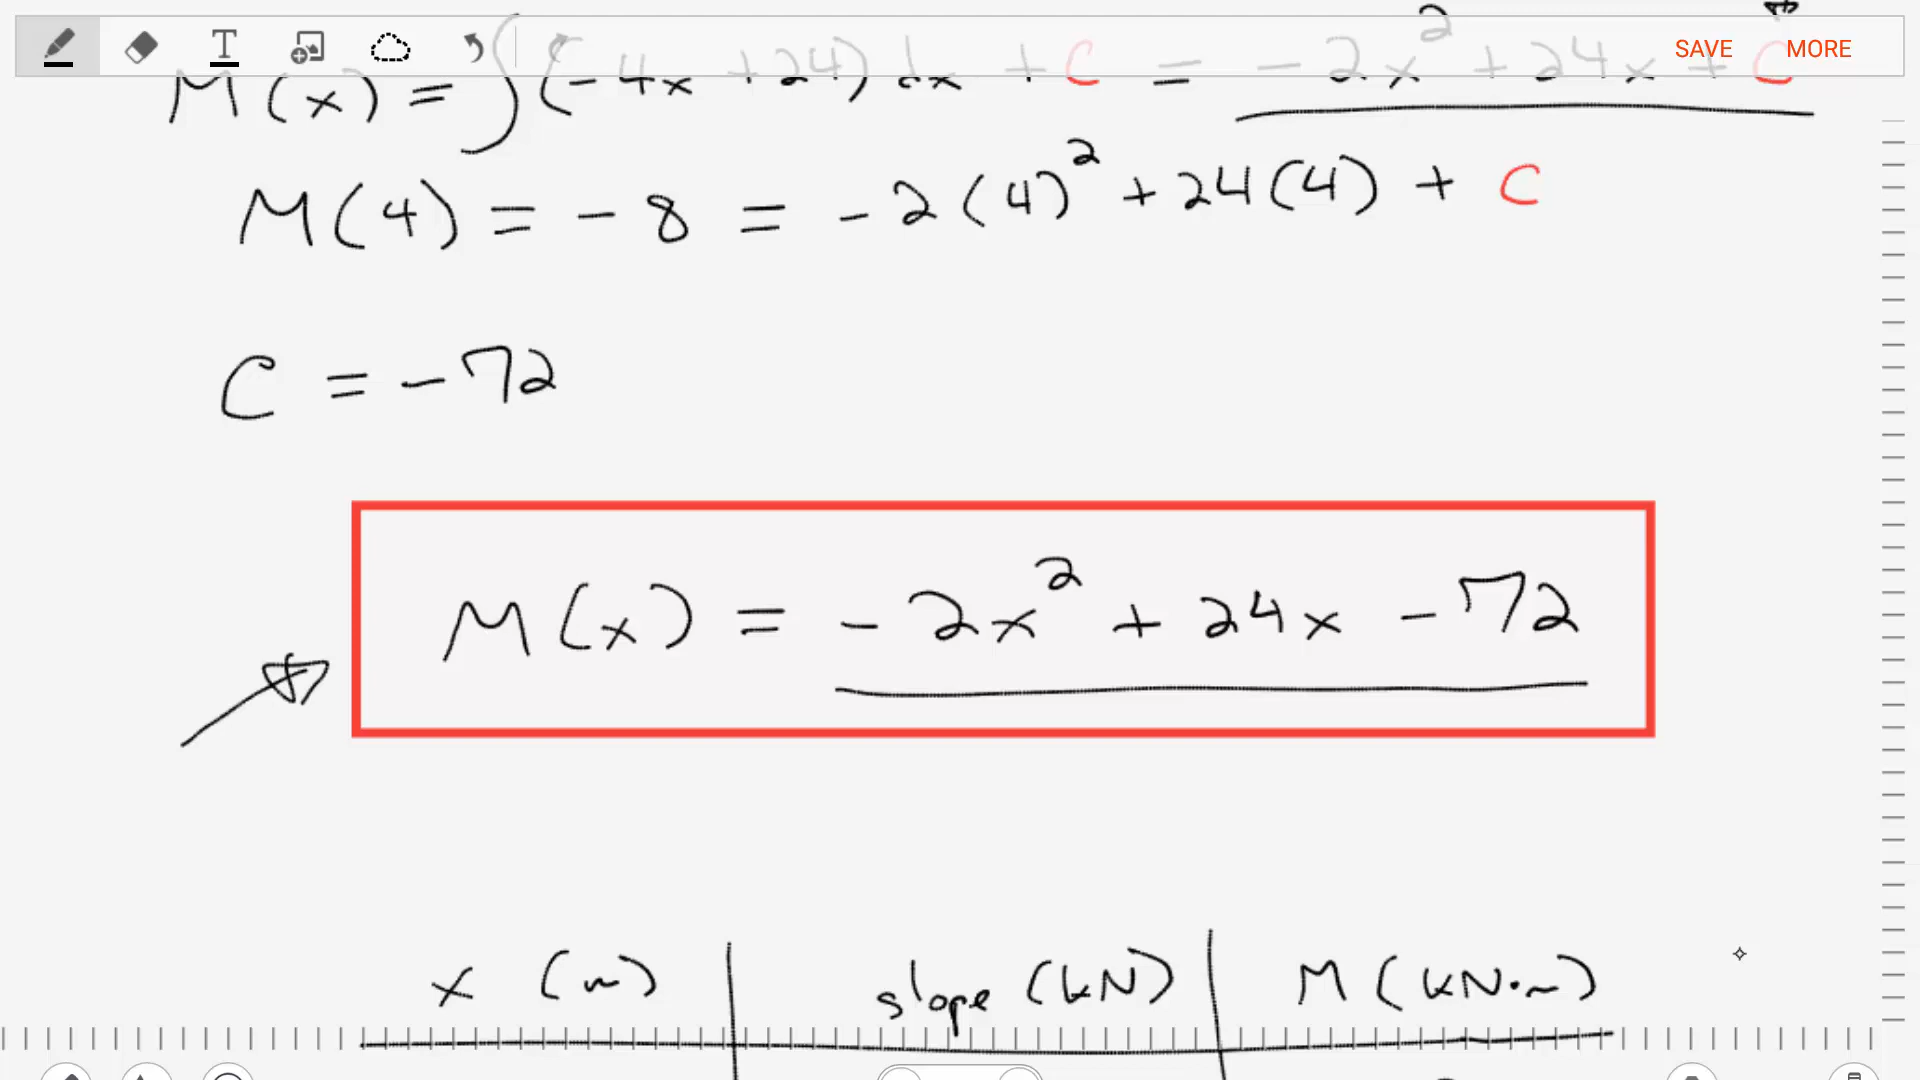 T SAVE MORE
M(x) = ∫(-4x + 24) dx + C = -2x² + 24x + C
M(4) = -8 = -2(4)² + 24(4) + C
C = -72
M(x) = -2x² + 24x - 72
x (m) slope (kN) M (kN·m)